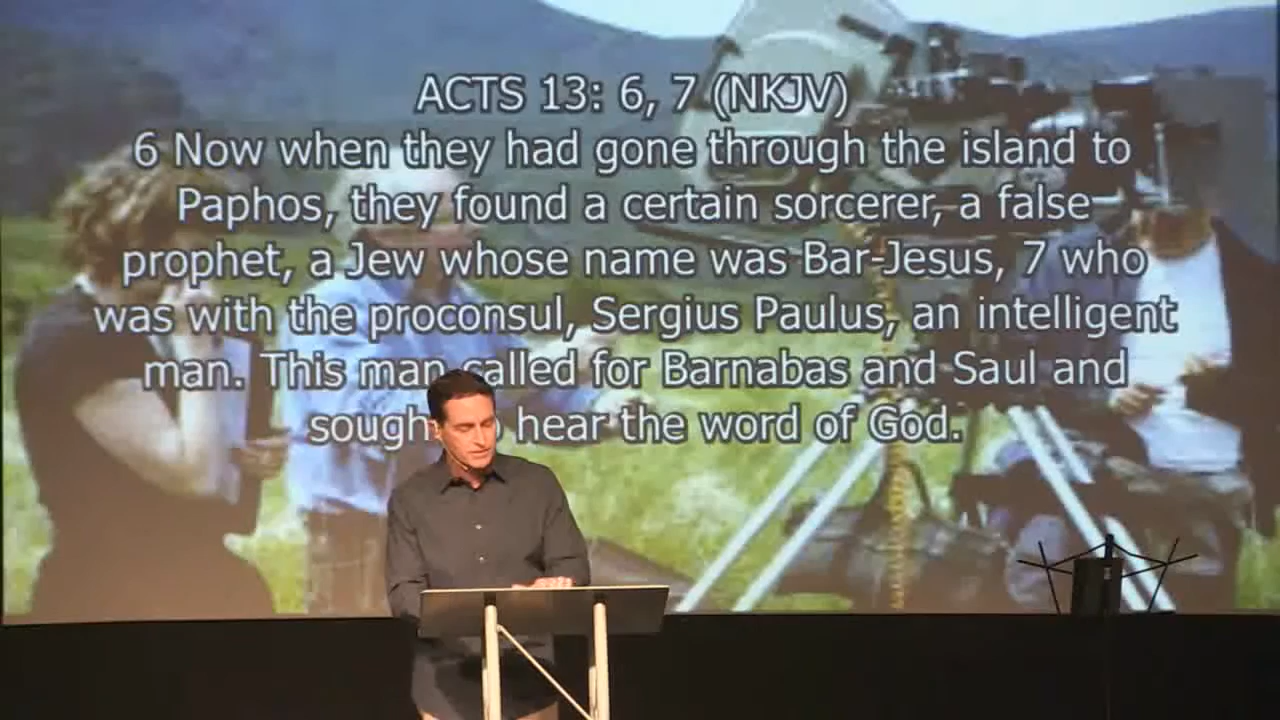 ACTS 13: 6, 7 (NKJV)
6 Now when they had gone through the island to
Paphos, they found a certain sorcerer, a false
prophet, a Jew whose name was Bar-Jesus, 7 who
was with the proconsul, Sergius Paulus, an intelligent
man. This man called for Barnabas and Saul and
sough hear the word of God.